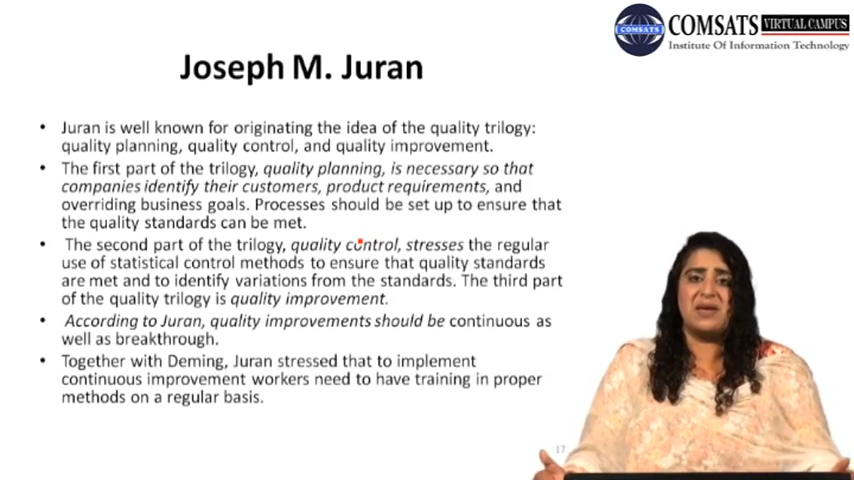 COMSATS VIRTUAL CAMPUS
COMSATS
Institute Of Information Technology
Joseph M. Juran
• Juran is well known for originating the idea of the quality trilogy:
quality planning, quality control, and quality improvement.
• The first part of the trilogy, quality planning, is necessary so that
companies identify their customers, product requirements, and
overriding business goals. Processes should be set up to ensure that
the quality standards can be met.
• The second part of the trilogy, quality control, stresses the regular
use of statistical control methods to ensure that quality standards
are met and to identify variations from the standards. The third part
of the quality trilogy is quality improvement.
• According to Juran, quality improvements should be continuous as
well as breakthrough.
• Together with Deming, Juran stressed that to implement
continuous improvement workers need to have training in proper
methods on a regular basis.
17